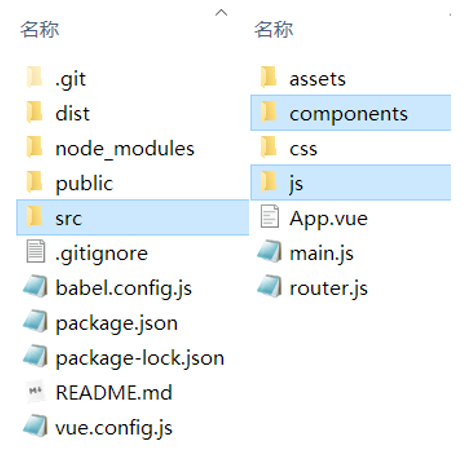 名称
.git
dist
node_modules
public
src
.gitignore
babel.config.js
package.json
package-lock.json
README.md
vue.config.js
名称
assets
components
css
js
App.vue
main.js
router.js